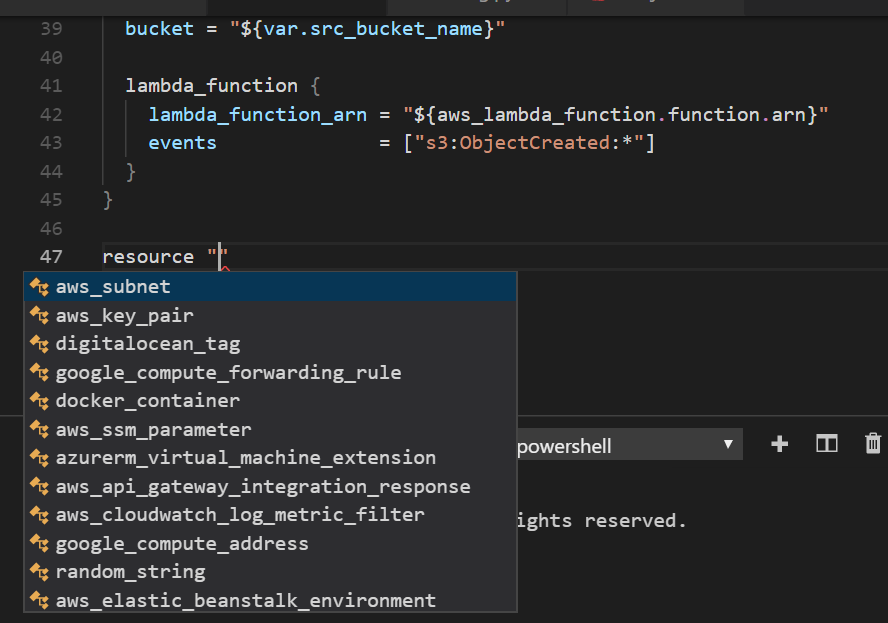 39 bucket = "${var.src_bucket_name}"
40
41 lambda_function {
42 lambda_function_arn = "${aws_lambda_function.function.arn}"
43 events = ["s3:ObjectCreated:*"]
44 }
45 }
46
47 resource ""
aws_subnet
aws_key_pair
digitalocean_tag
google_compute_forwarding_rule
docker_container
aws_ssm_parameter
azurerm_virtual_machine_extension
aws_api_gateway_integration_response
aws_cloudwatch_log_metric_filter
google_compute_address
random_string
aws_elastic_beanstalk_environment
powershell
ights reserved.